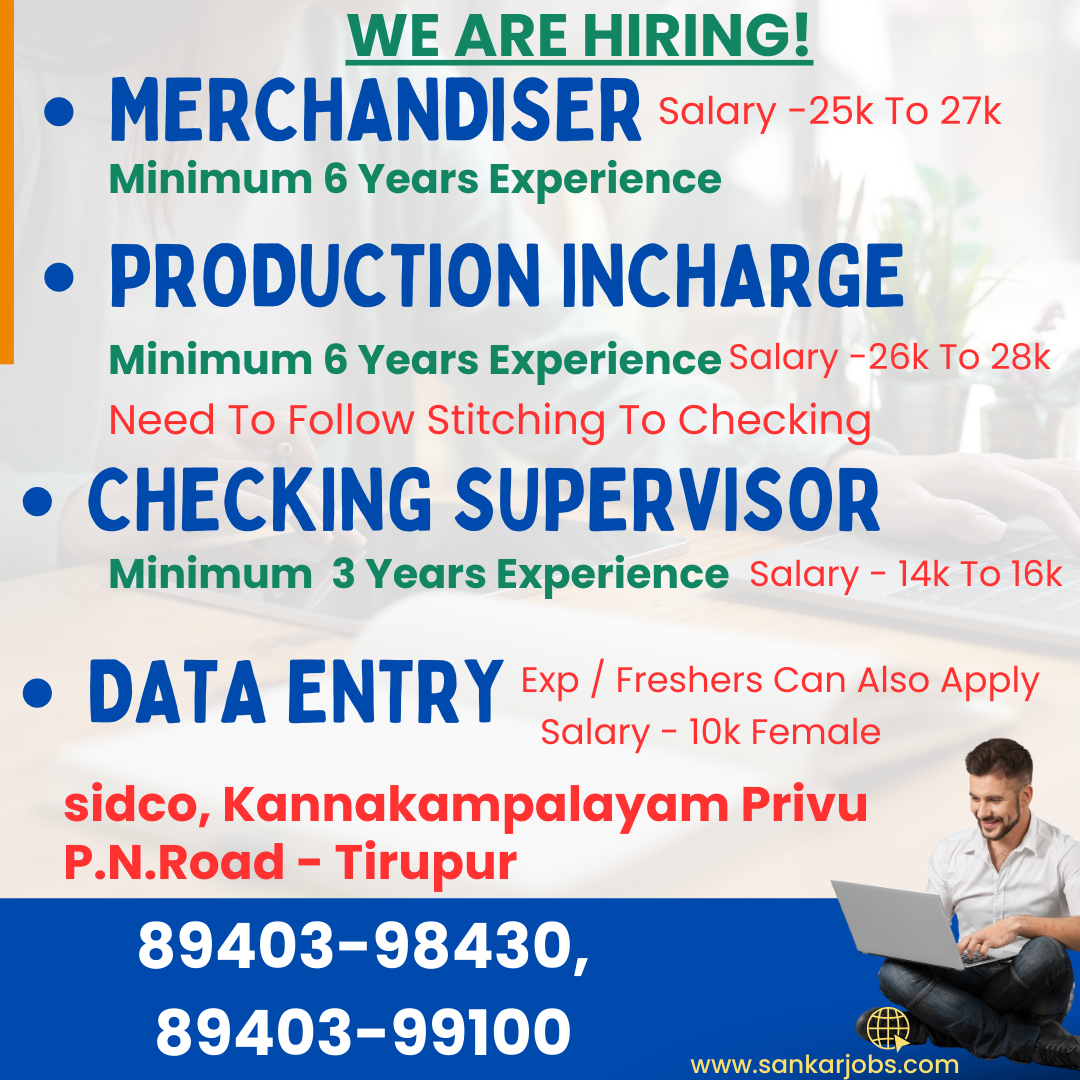 WE ARE HIRING!
• MERCHANDISER Salary -25k To 27k
Minimum 6 Years Experience
• PRODUCTION INCHARGE
Minimum 6 Years Experience Salary -26k To 28k
Need To Follow Stitching To Checking
• CHECKING SUPERVISOR
Minimum 3 Years Experience Salary - 14k To 16k
• DATA ENTRY Exp / Freshers Can Also Apply
Salary - 10k Female
sidco, Kannakampalayam Privu
P.N.Road - Tirupur
89403-98430,
89403-99100
www.sankarjobs.com